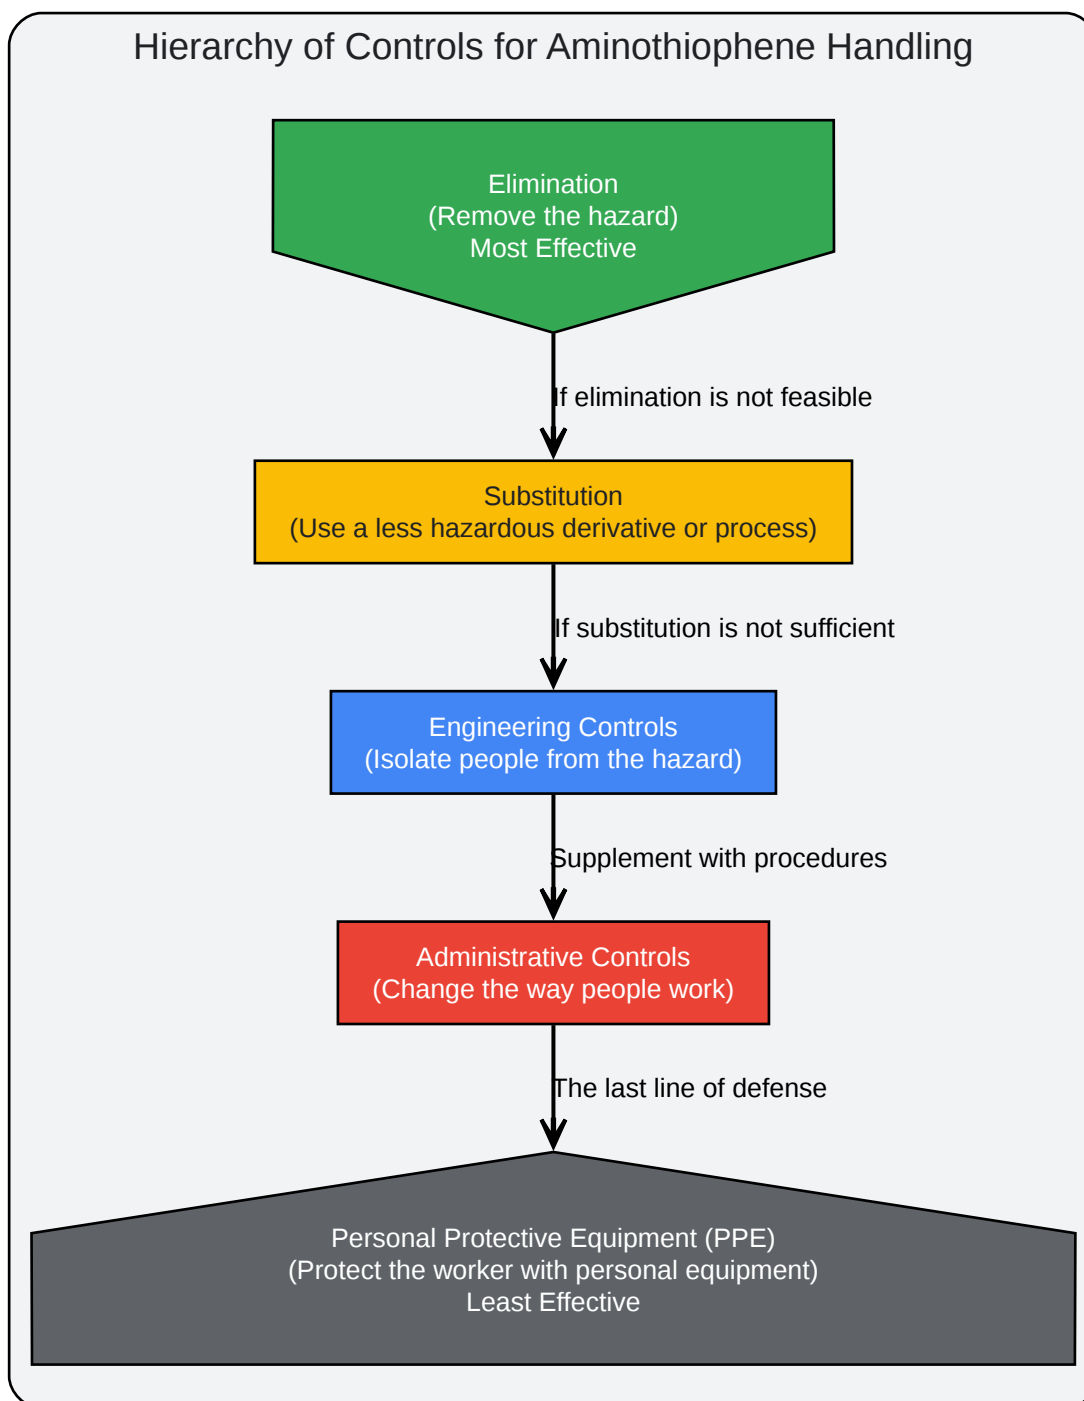 Hierarchy of Controls for Aminothiophene Handling
Elimination
(Remove the hazard)
Most Effective
If elimination is not feasible
Substitution
(Use a less hazardous derivative or process)
If substitution is not sufficient
Engineering Controls
(Isolate people from the hazard)
Supplement with procedures
Administrative Controls
(Change the way people work)
The last line of defense
Personal Protective Equipment (PPE)
(Protect the worker with personal equipment)
Least Effective